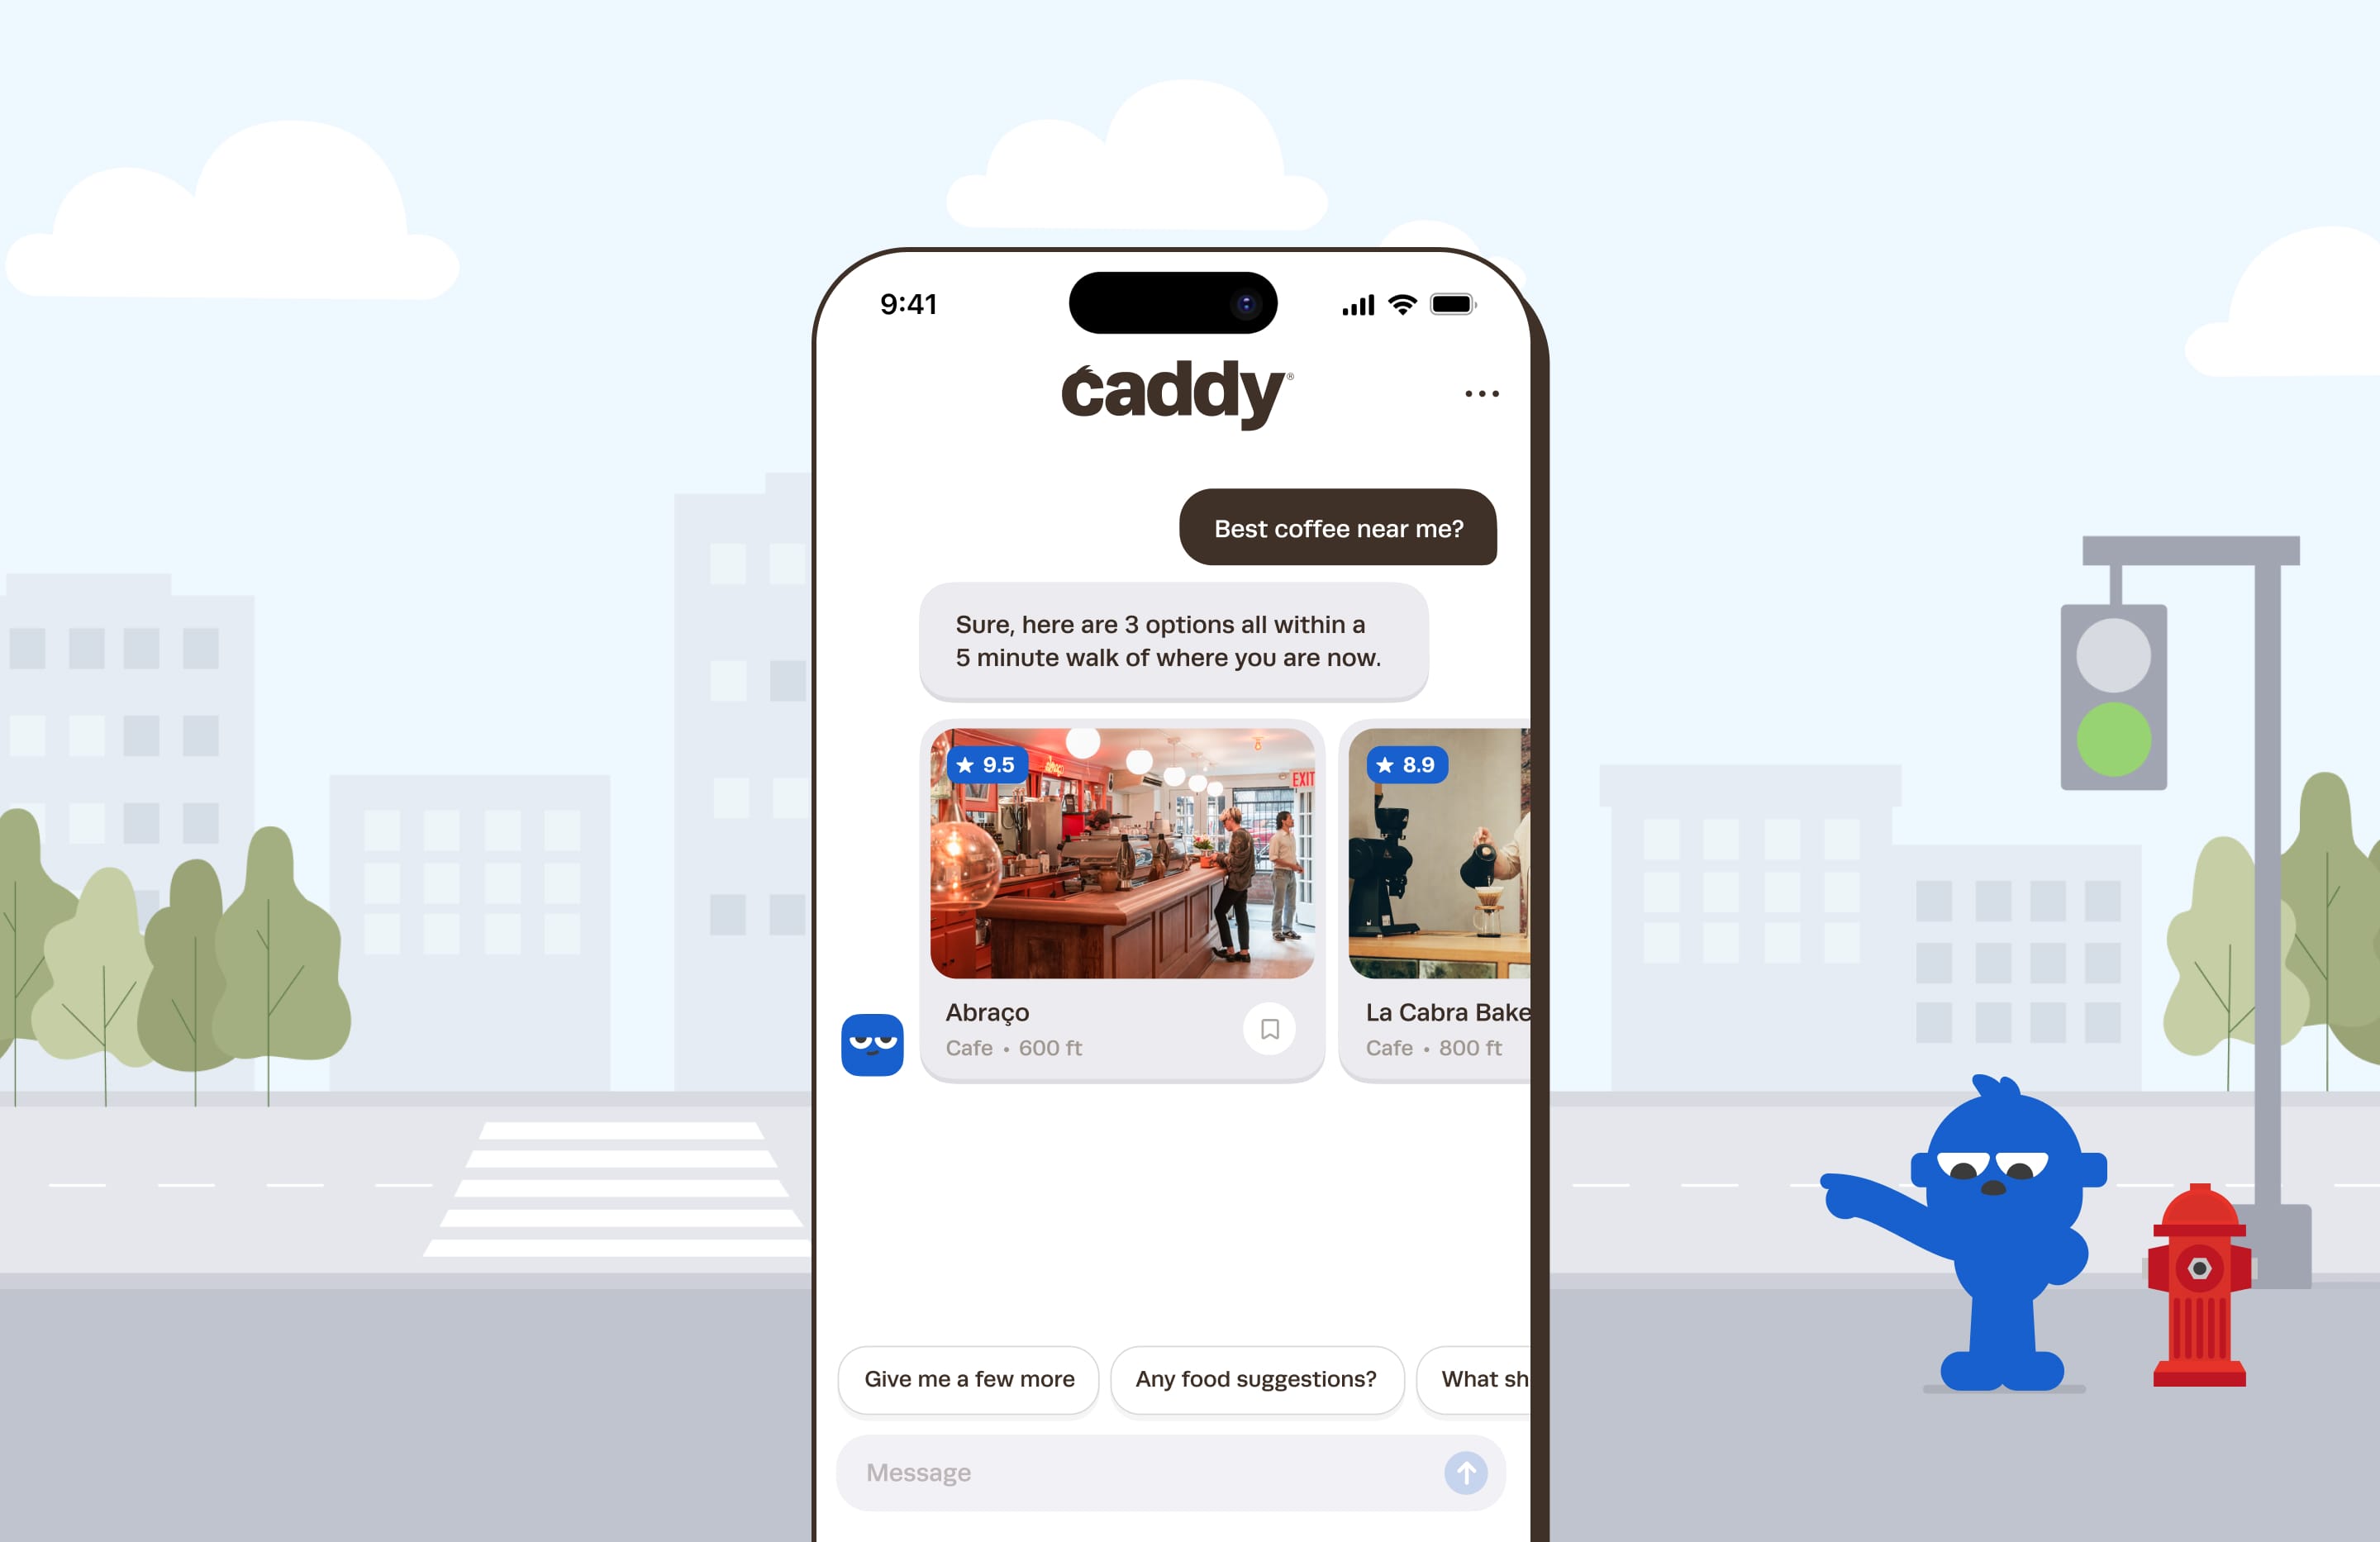 9:41
caddy®
Best coffee near me?
Sure, here are 3 options all within a
5 minute walk of where you are now.
★ 9.5
EXIT
★ 8.9
Abraço
Cafe • 600 ft
La Cabra Bake
Cafe • 800 ft
Give me a few more
Any food suggestions?
What sh
Message